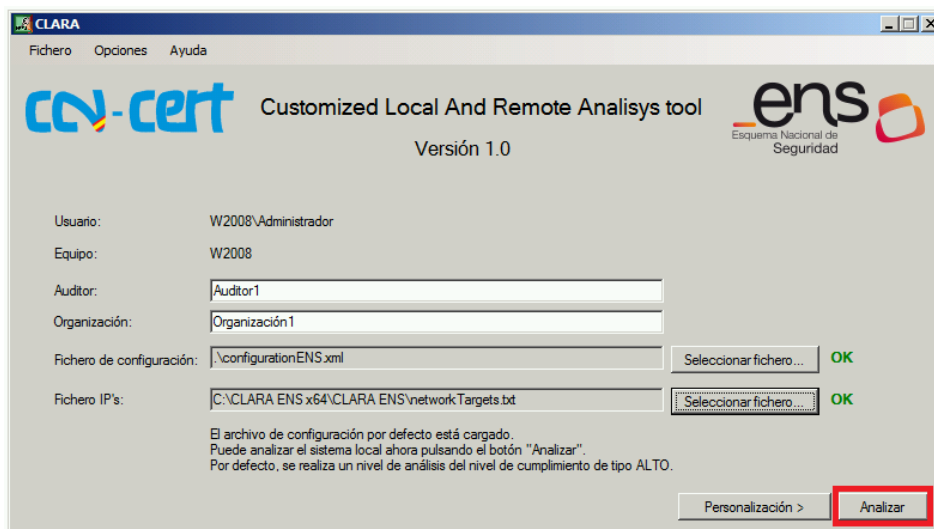 CLARA
Fichero Opciones Ayuda
ccn-cert
Customized Local And Remote Analisys tool
Versión 1.0
ens
Esquema Nacional de
Seguridad
Usuario: W2008\Administrador
Equipo: W2008
Auditor: Auditor1
Organización: Organización1
Fichero de configuración: .\configurationENS.xml Seleccionar fichero... OK
Fichero IP's: C:\CLARA ENS x64\CLARA ENS\networkTargets.txt Seleccionar fichero... OK
El archivo de configuración por defecto está cargado.
Puede analizar el sistema local ahora pulsando el botón "Analizar".
Por defecto, se realiza un nivel de análisis del nivel de cumplimiento de tipo ALTO.
Personalización > Analizar